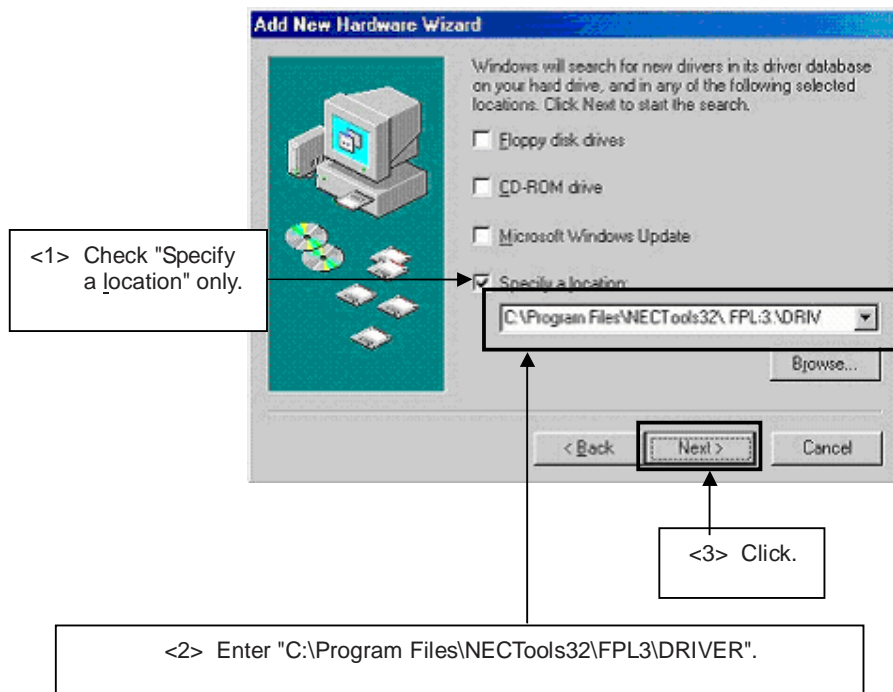 Add New Hardware Wizard
Windows will search for new drivers in its driver database
on your hard drive, and in any of the following selected
locations. Click Next to start the search.
Floppy disk drives
CD-ROM drive
Microsoft Windows Update
<1> Check "Specify
a location" only.
Specify a location:
C:\Program Files\NECTools32\ FPL:3.\DRIV
Browse...
< Back
Next >
Cancel
<3> Click.
<2> Enter "C:\Program Files\NECTools32\FPL3\DRIVER".